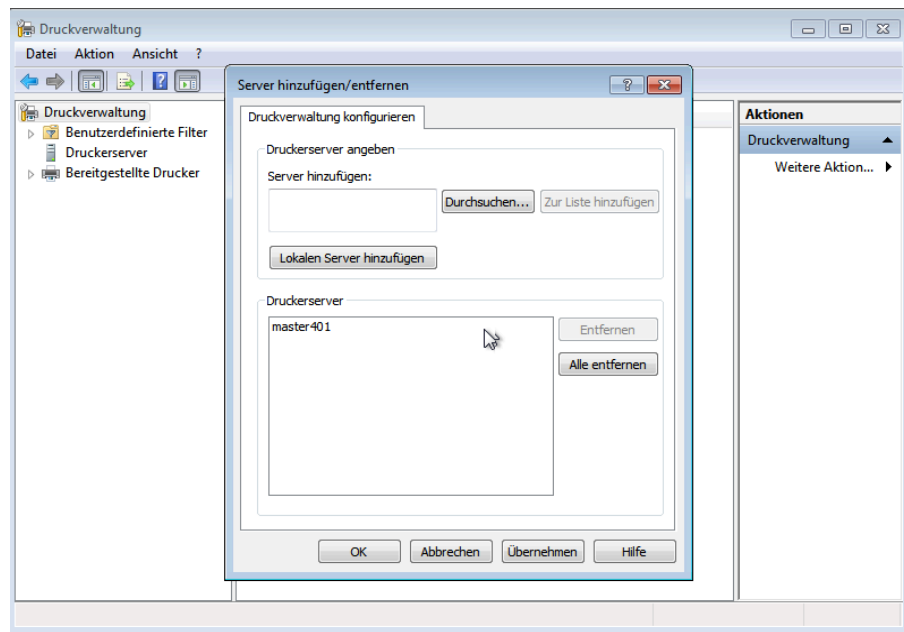 Druckverwaltung
Datei Aktion Ansicht ?
Druckverwaltung
Benutzerdefinierte Filter
Druckerserver
Bereitgestellte Drucker
Server hinzufügen/entfernen
Druckverwaltung konfigurieren
Druckerserver angeben
Server hinzufügen:
Durchsuchen... Zur Liste hinzufügen
Lokalen Server hinzufügen
Druckerserver
master401
Entfernen
Alle entfernen
OK Abbrechen Übernehmen Hilfe
Aktionen
Druckverwaltung
Weitere Aktion...